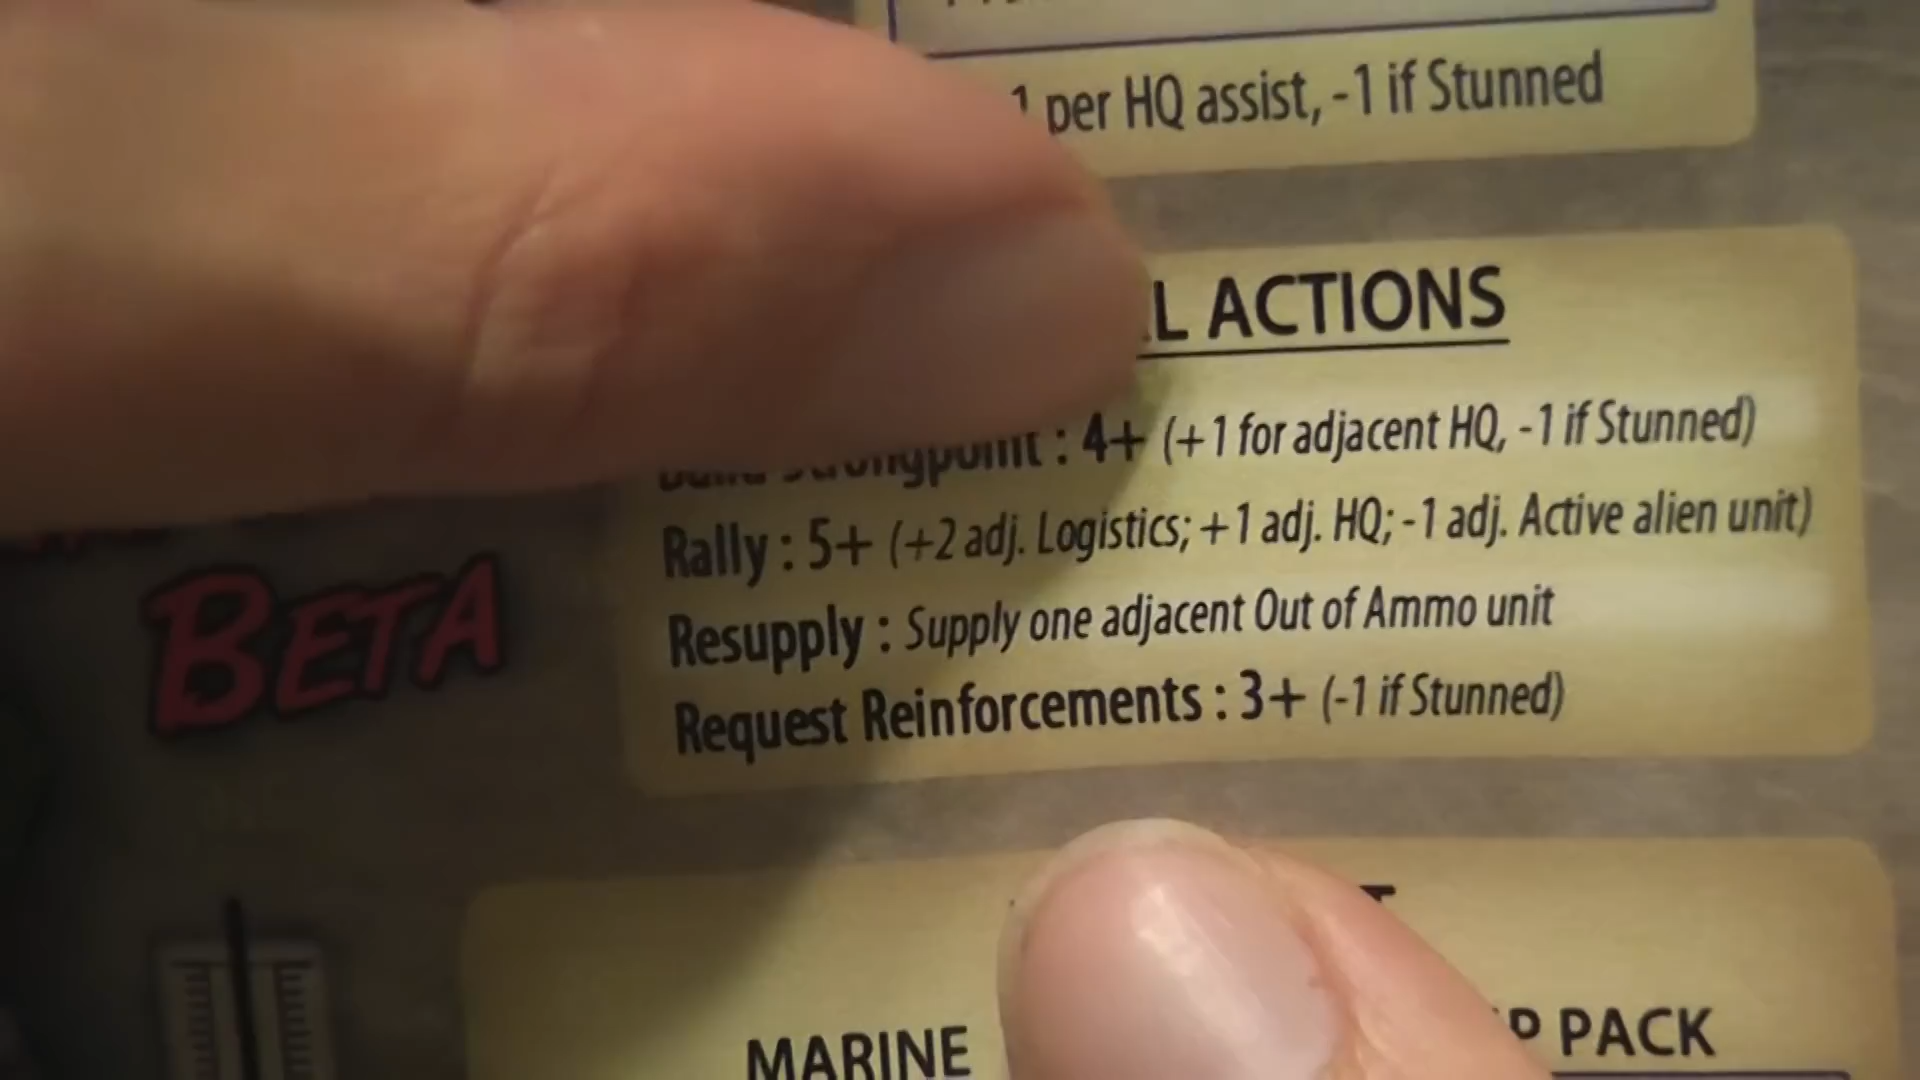 1 per HQ assist, -1 if Stunned
L ACTIONS
Strongpoint : 4+ (+1 for adjacent HQ, -1 if Stunned)
Rally : 5+ (+2 adj. Logistics; +1 adj. HQ; -1 adj. Active alien unit)
Resupply : Supply one adjacent Out of Ammo unit
Request Reinforcements : 3+ (-1 if Stunned)
BETA
MARINE
P PACK